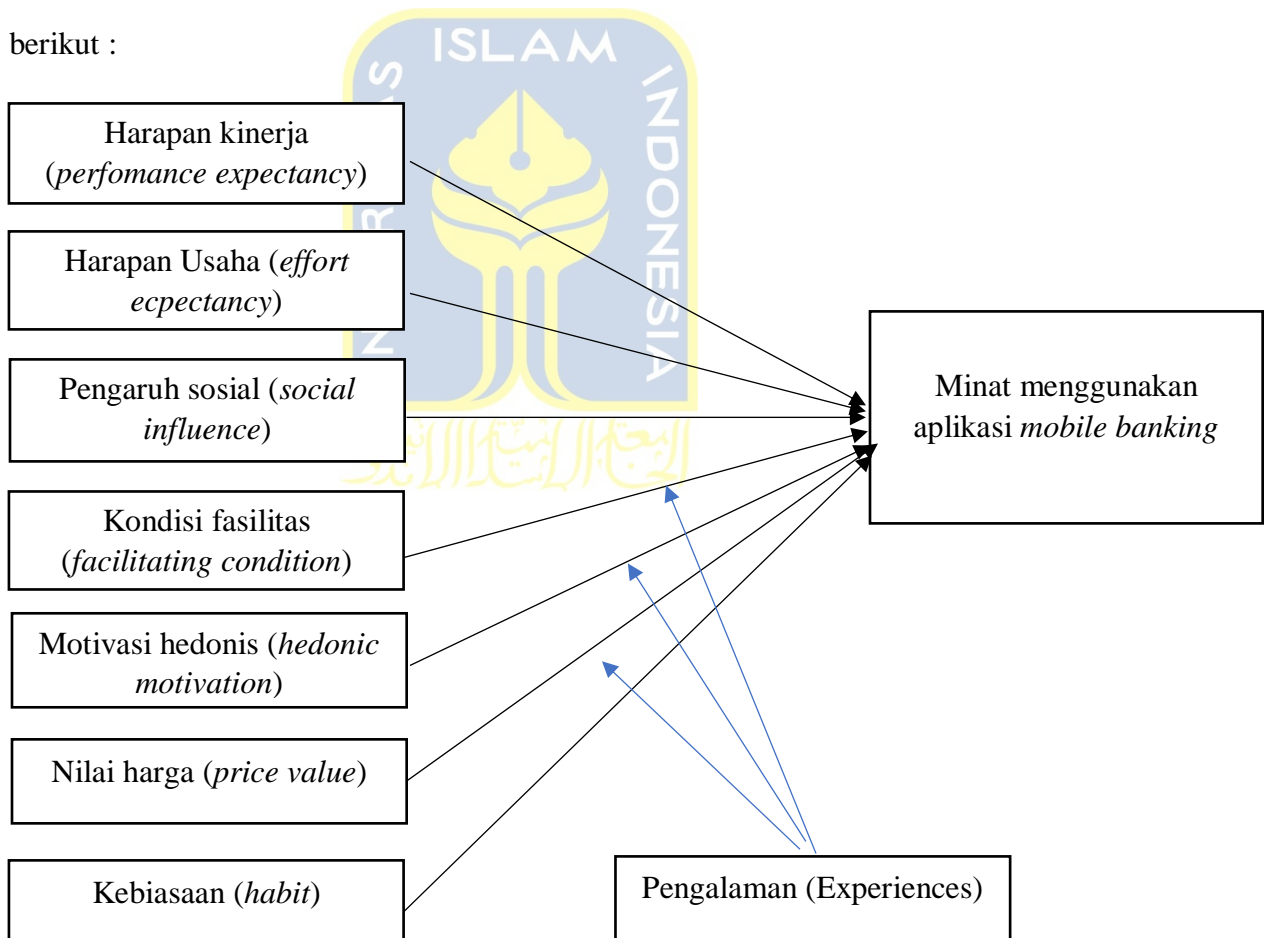 berikut :
ISLAM
INDONESIA
Harapan kinerja
(perfomance expectancy)
Harapan Usaha (effort
ecpectancy)
Pengaruh sosial (social
influence)
Minat menggunakan
aplikasi mobile banking
Kondisi fasilitas
(facilitating condition)
Motivasi hedonis (hedonic
motivation)
Nilai harga (price value)
Kebiasaan (habit)
Pengalaman (Experiences)